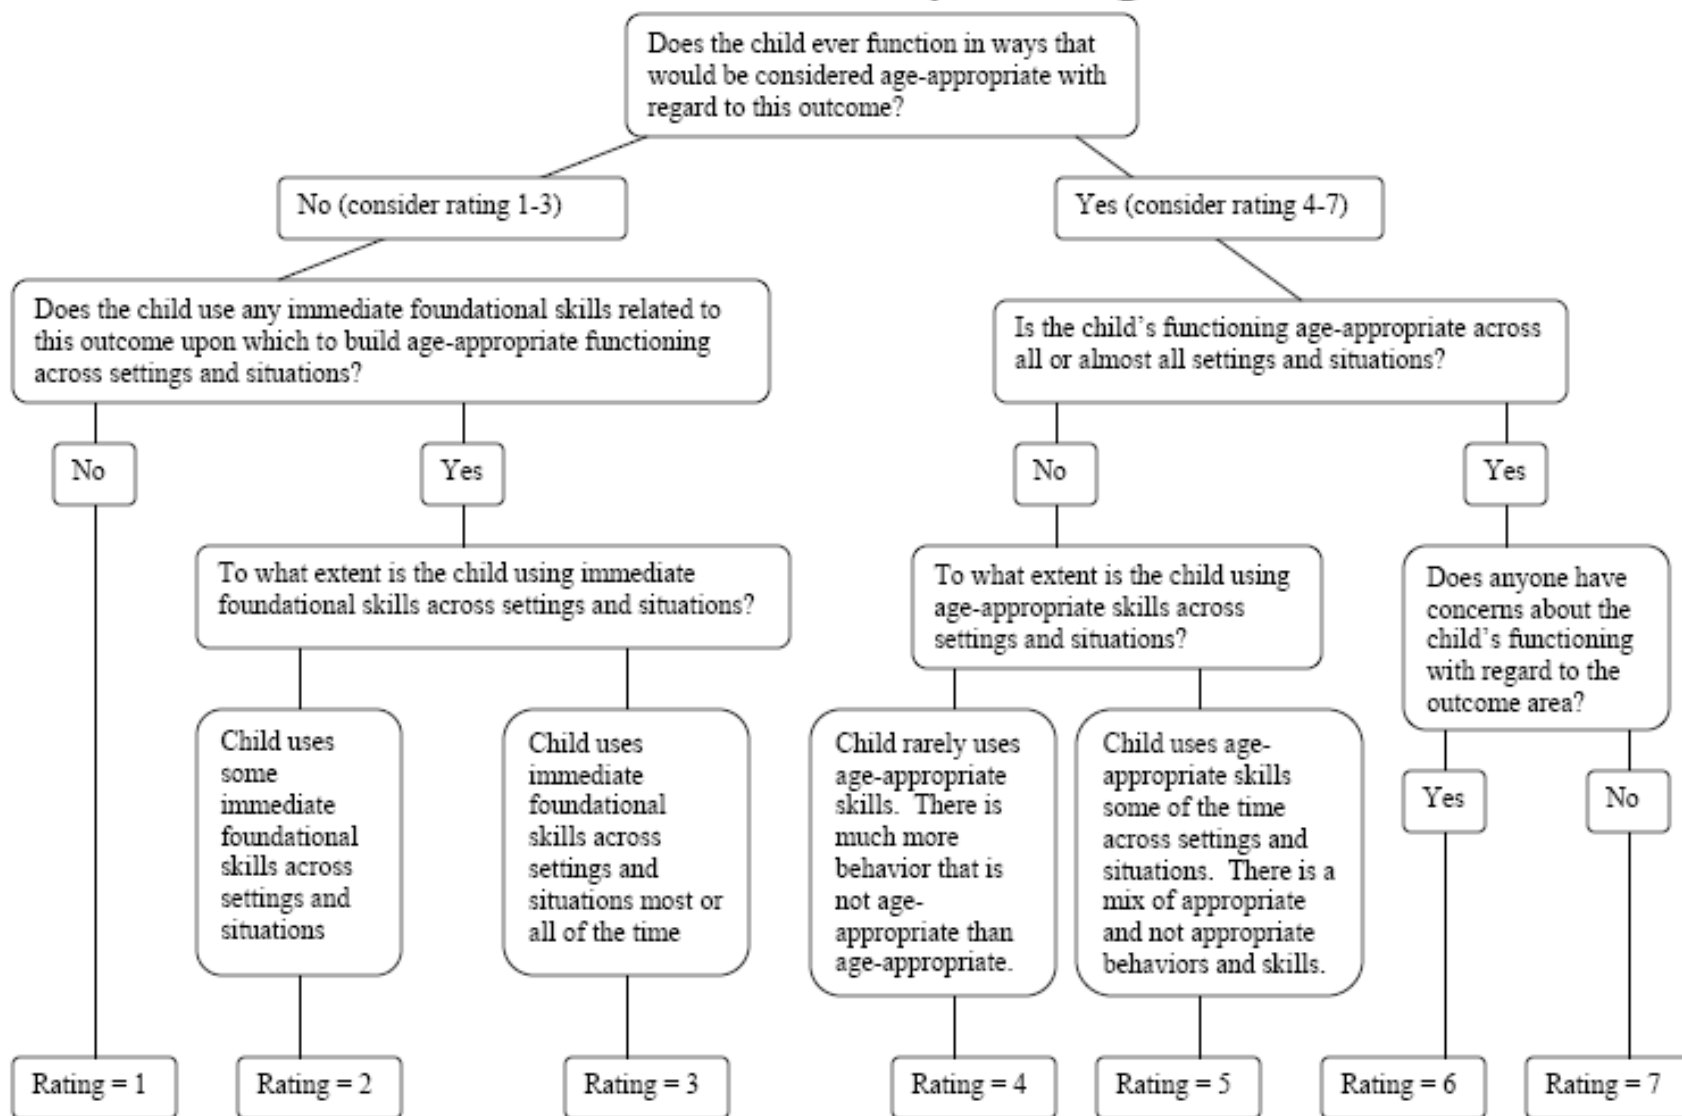 Does the child ever function in ways that
would be considered age-appropriate with
regard to this outcome?
No (consider rating 1-3)
Yes (consider rating 4-7)
Does the child use any immediate foundational skills related to
this outcome upon which to build age-appropriate functioning
across settings and situations?
Is the child’s functioning age-appropriate across
all or almost all settings and situations?
No
Yes
No
Yes
To what extent is the child using immediate
foundational skills across settings and situations?
To what extent is the child using
age-appropriate skills across
settings and situations?
Does anyone have
concerns about the
child’s functioning
with regard to the
outcome area?
Child uses
some
immediate
foundational
skills across
settings and
situations
Child uses
immediate
foundational
skills across
settings and
situations most or
all of the time
Child rarely uses
age-appropriate
skills.  There is
much more
behavior that is
not age-
appropriate than
age-appropriate.
Child uses age-
appropriate skills
some of the time
across settings and
situations.  There is a
mix of appropriate
and not appropriate
behaviors and skills.
Yes
No
Rating = 1
Rating = 2
Rating = 3
Rating = 4
Rating = 5
Rating = 6
Rating = 7